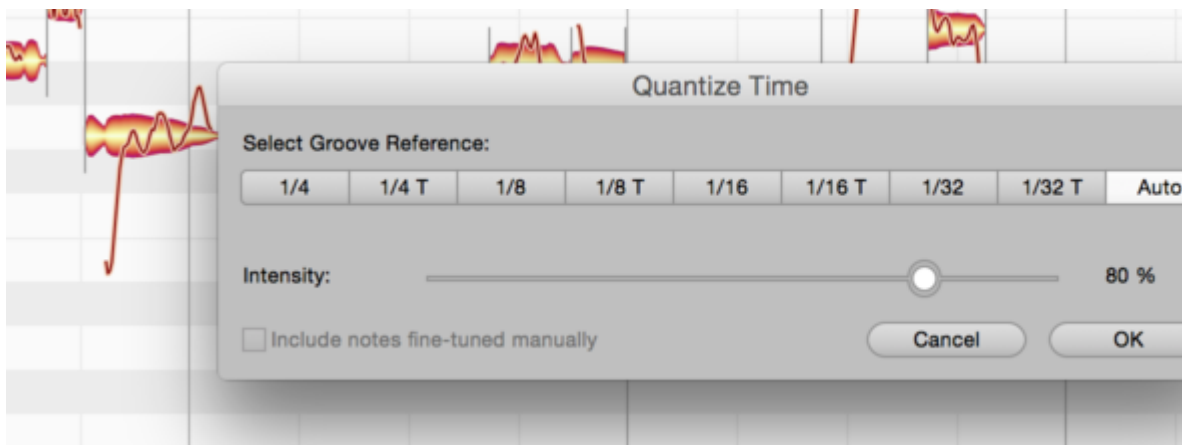 Quantize Time
Select Groove Reference:
1/4 1/4 T 1/8 1/8 T 1/16 1/16 T 1/32 1/32 T Auto
Intensity: 80 %
Include notes fine-tuned manually Cancel OK